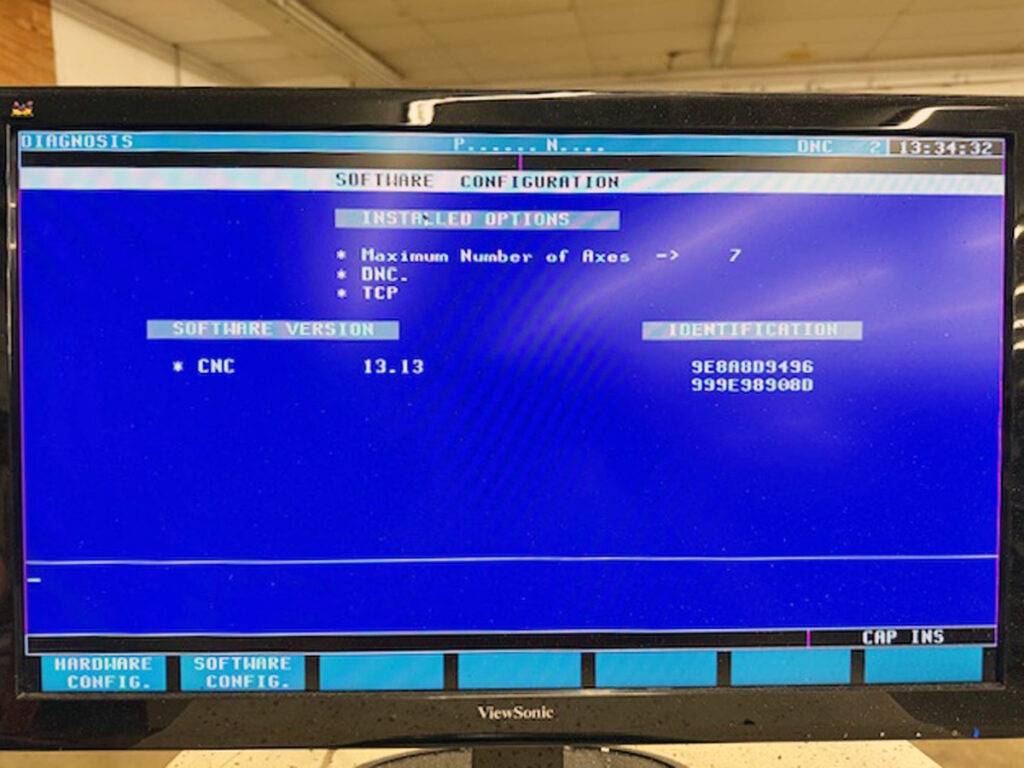 DIAGNOSIS P...... N.... DNC 2 13:34:32
SOFTWARE CONFIGURATION
INSTALLED OPTIONS
* Maximum Number of Axes -> 7
* DNC.
* TCP
SOFTWARE VERSION IDENTIFICATION
* CNC 13.13 9E8A8D9496
999E98908D
CAP INS
HARDWARE CONFIG.
SOFTWARE CONFIG.
ViewSonic